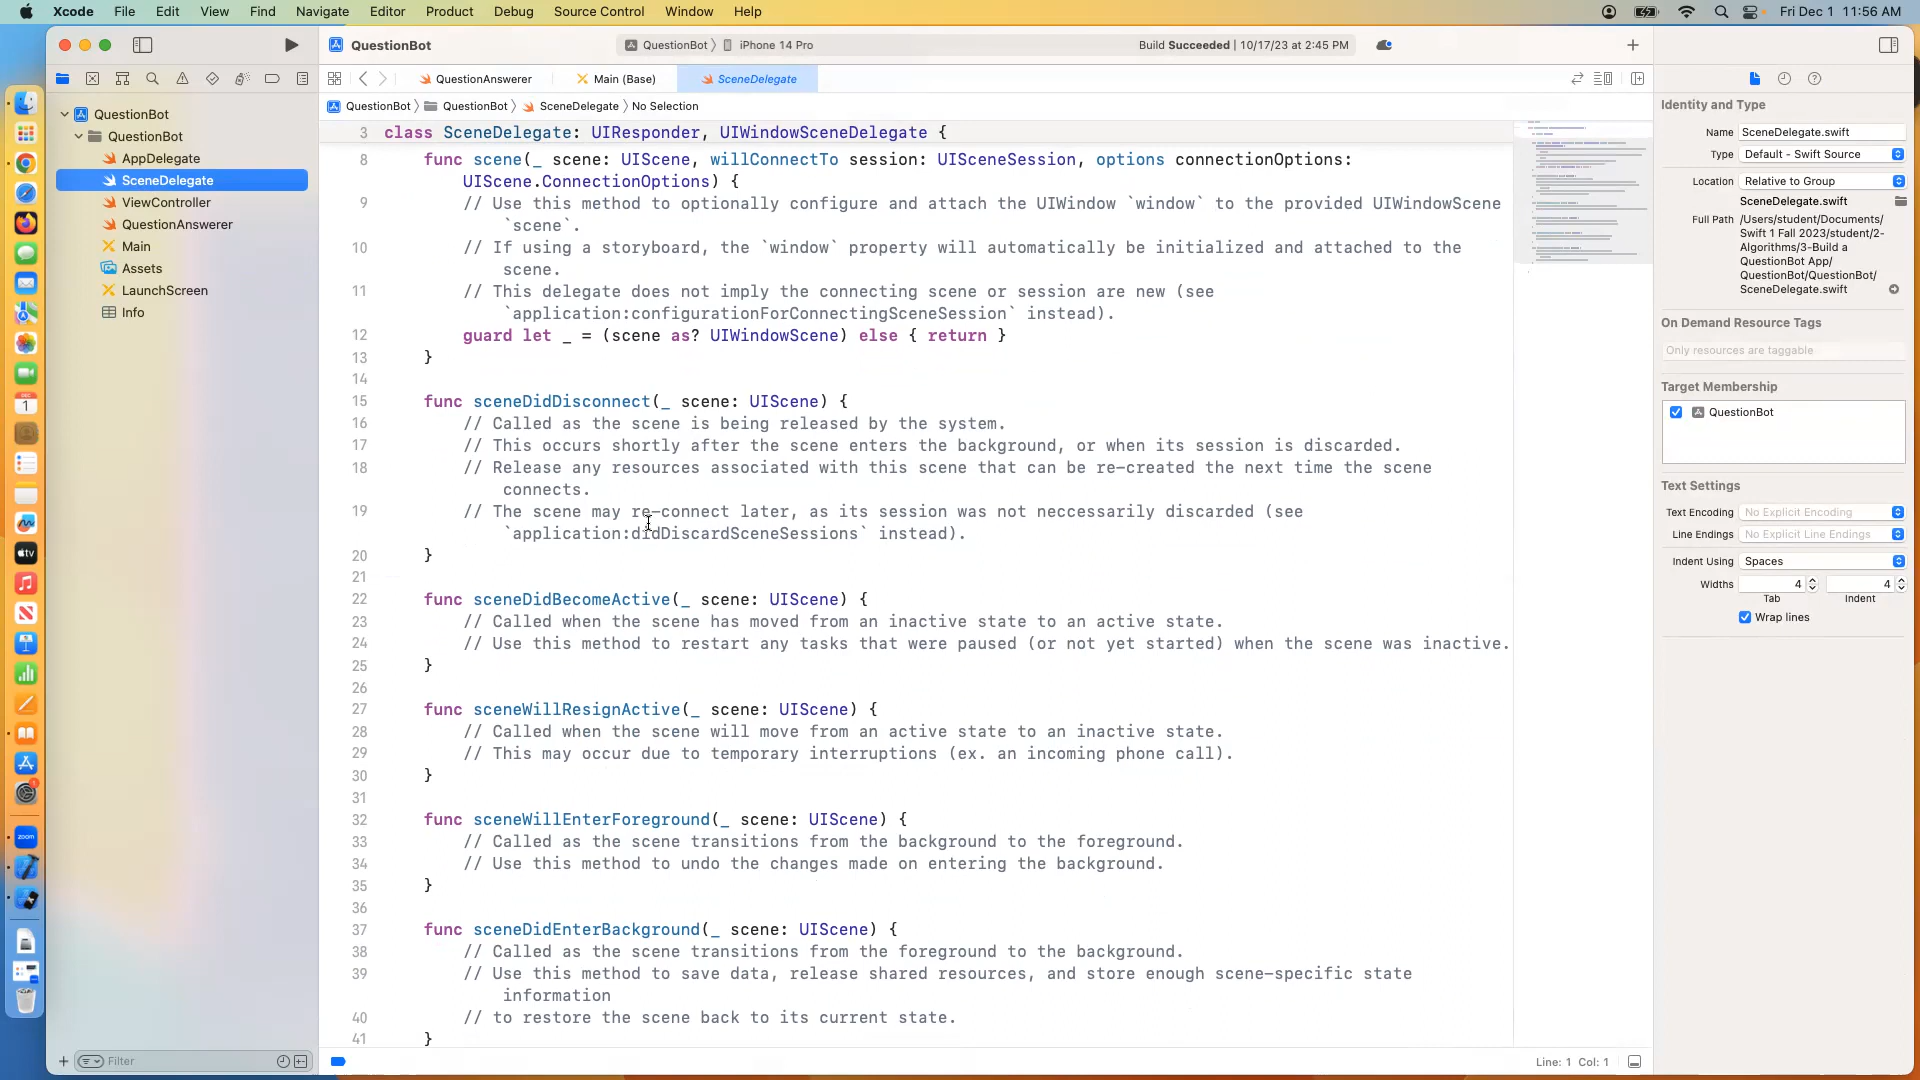 Xcode File Edit View Find Navigate Editor Product Debug Source Control Window Help
Fri Dec 1 11:56 AM
QuestionBot
QuestionBot
iPhone 14 Pro
Build Succeeded | 10/17/23 at 2:45 PM
QuestionAnswerer
Main (Base)
SceneDelegate
QuestionBot
QuestionBot
SceneDelegate
No Selection
QuestionBot
QuestionBot
AppDelegate
SceneDelegate
ViewController
QuestionAnswerer
Main
Assets
LaunchScreen
Info
Filter
3 class SceneDelegate: UIResponder, UIWindowSceneDelegate {
8 func scene(_ scene: UIScene, willConnectTo session: UISceneSession, options connectionOptions:
UIScene.ConnectionOptions) {
9 // Use this method to optionally configure and attach the UIWindow `window` to the provided UIWindowScene
`scene`.
10 // If using a storyboard, the `window` property will automatically be initialized and attached to the
scene.
11 // This delegate does not imply the connecting scene or session are new (see
`application:configurationForConnectingSceneSession` instead).
12 guard let _ = (scene as? UIWindowScene) else { return }
13 }
14
15 func sceneDidDisconnect(_ scene: UIScene) {
16 // Called as the scene is being released by the system.
17 // This occurs shortly after the scene enters the background, or when its session is discarded.
18 // Release any resources associated with this scene that can be re-created the next time the scene
connects.
19 // The scene may re-connect later, as its session was not neccessarily discarded (see
`application:didDiscardSceneSessions` instead).
20 }
21
22 func sceneDidBecomeActive(_ scene: UIScene) {
23 // Called when the scene has moved from an inactive state to an active state.
24 // Use this method to restart any tasks that were paused (or not yet started) when the scene was inactive.
25 }
26
27 func sceneWillResignActive(_ scene: UIScene) {
28 // Called when the scene will move from an active state to an inactive state.
29 // This may occur due to temporary interruptions (ex. an incoming phone call).
30 }
31
32 func sceneWillEnterForeground(_ scene: UIScene) {
33 // Called as the scene transitions from the background to the foreground.
34 // Use this method to undo the changes made on entering the background.
35 }
36
37 func sceneDidEnterBackground(_ scene: UIScene) {
38 // Called as the scene transitions from the foreground to the background.
39 // Use this method to save data, release shared resources, and store enough scene-specific state
information
40 // to restore the scene back to its current state.
41 }
Line: 1 Col: 1
Identity and Type
Name SceneDelegate.swift
Type Default - Swift Source
Location Relative to Group
SceneDelegate.swift
Full Path /Users/student/Documents/
Swift 1 Fall 2023/student/2-
Algorithms/3-Build a
QuestionBot App/
QuestionBot/QuestionBot/
SceneDelegate.swift
On Demand Resource Tags
Only resources are taggable
Target Membership
QuestionBot
Text Settings
Text Encoding No Explicit Encoding
Line Endings No Explicit Line Endings
Indent Using Spaces
Widths 4 4
Tab Indent
Wrap lines